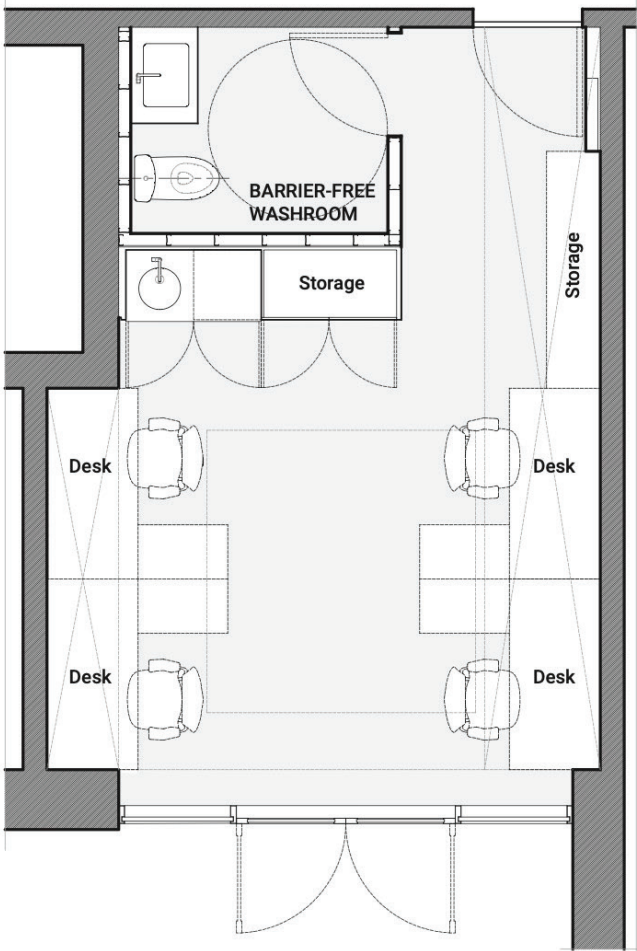 BARRIER-FREE
WASHROOM
Storage
Storage
Desk
Desk
Desk
Desk